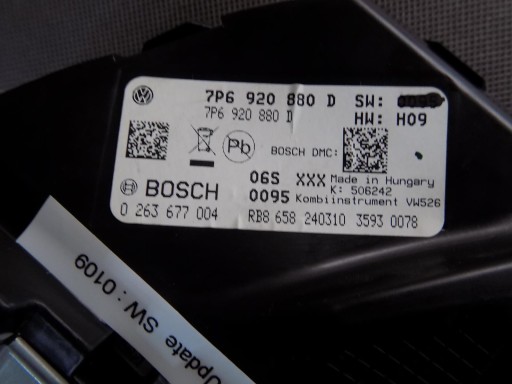 7P6 920 880 D SW:
7P6 920 880 D HW: H09
Pb
BOSCH DMC:
BOSCH 06S XXX Made in Hungary
0095 K: 506242
Kombiinstrument VW526
0 263 677 004 RB8 658 240310 3593 0078
Update SW: 0109